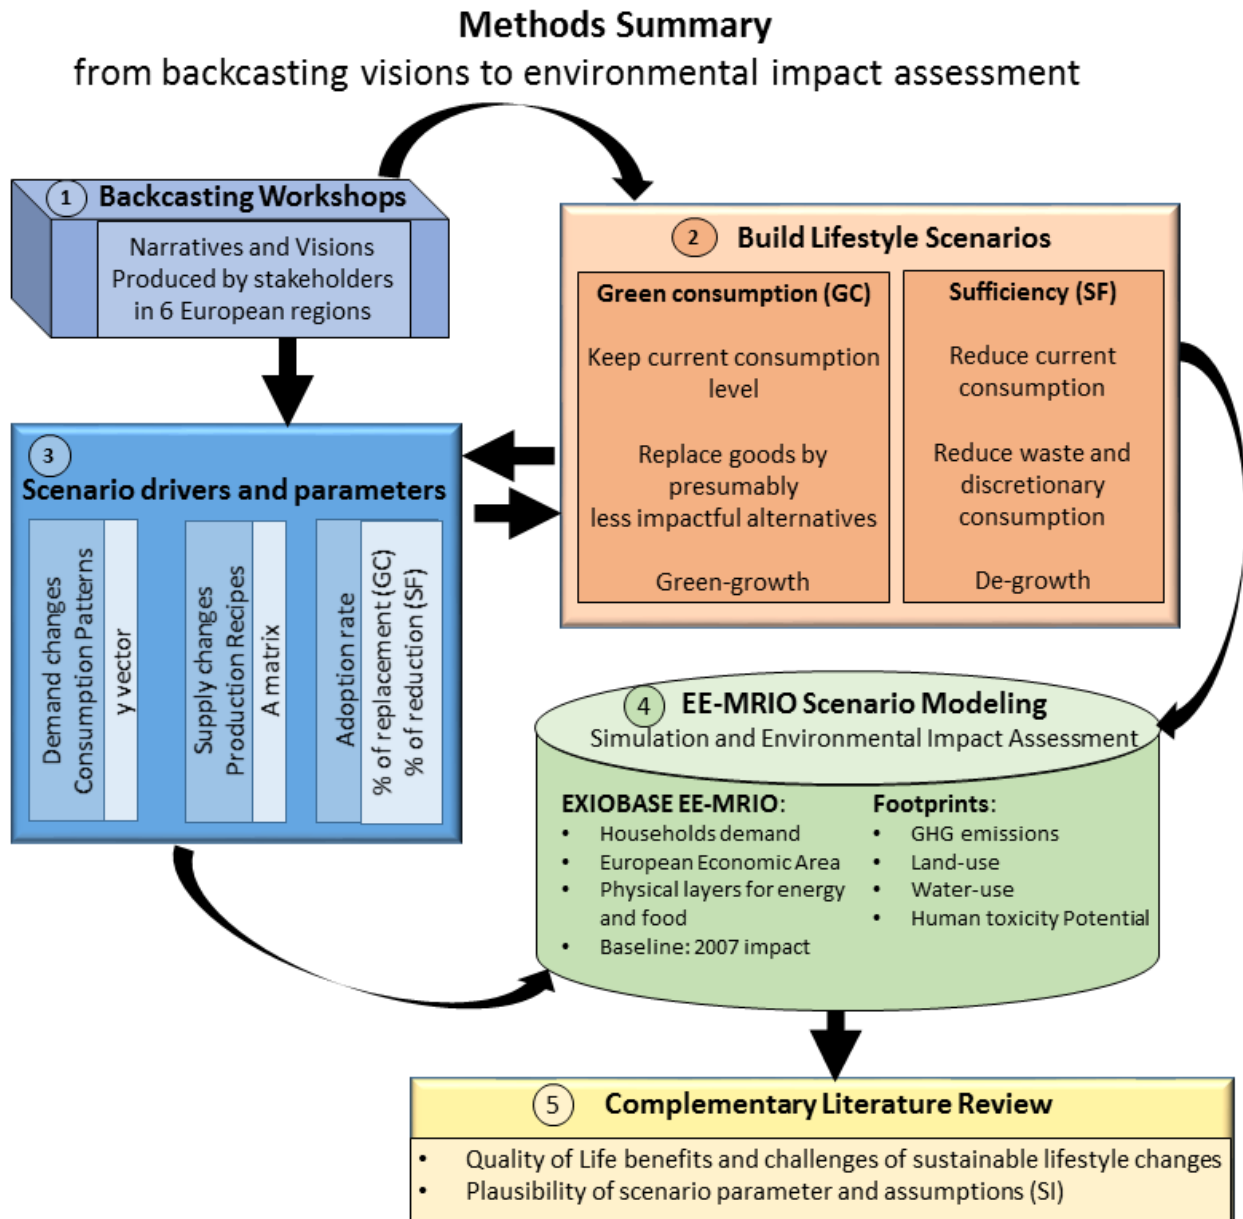 Methods Summary
from backcasting visions to environmental impact assessment
1 Backcasting Workshops
Narratives and Visions
Produced by stakeholders
in 6 European regions
2 Build Lifestyle Scenarios
Green consumption (GC)
Keep current consumption
level
Replace goods by
presumably
less impactful alternatives
Green-growth
Sufficiency (SF)
Reduce current
consumption
Reduce waste and
discretionary
consumption
De-growth
3
Scenario drivers and parameters
Demand changes
Consumption Patterns
y vector
Supply changes
Production Recipes
A matrix
Adoption rate
% of replacement (GC)
% of reduction (SF)
4 EE-MRIO Scenario Modeling
Simulation and Environmental Impact Assessment
EXIOBASE EE-MRIO:
• Households demand
• European Economic Area
• Physical layers for energy
and food
• Baseline: 2007 impact
Footprints:
• GHG emissions
• Land-use
• Water-use
• Human toxicity Potential
5 Complementary Literature Review
• Quality of Life benefits and challenges of sustainable lifestyle changes
• Plausibility of scenario parameter and assumptions (SI)